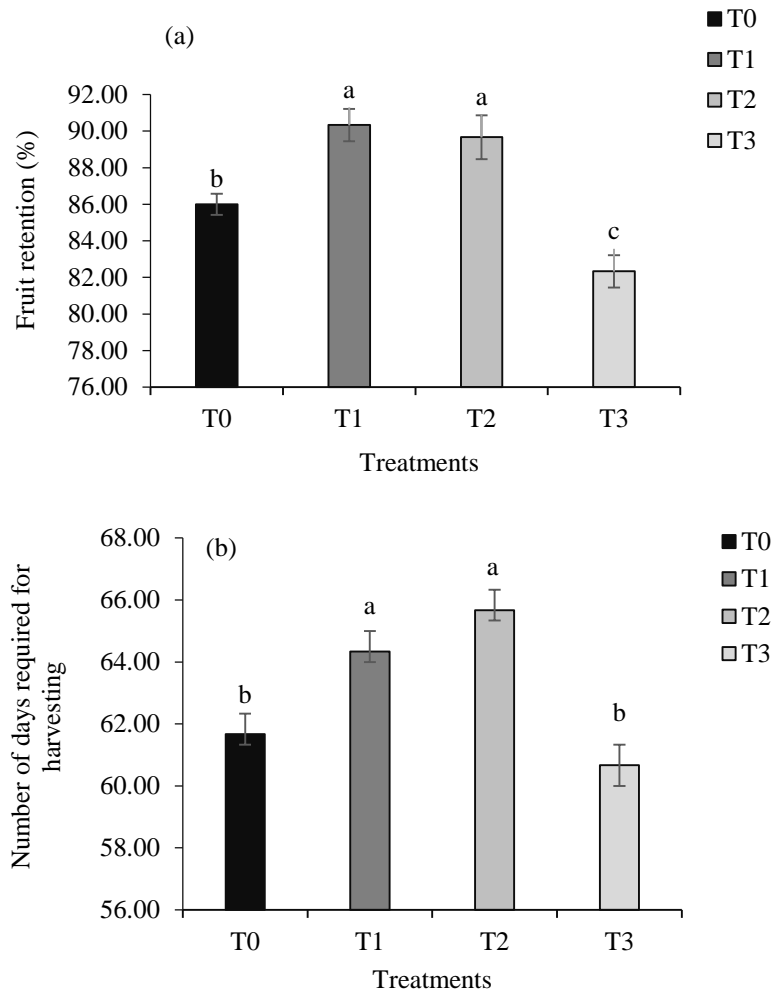 (a)
T0
T1
T2
T3
Fruit retention (%)
92.00
90.00
88.00
86.00
84.00
82.00
80.00
78.00
76.00
b
a
a
c
T0 T1 T2 T3
Treatments
(b)
T0
T1
T2
T3
Number of days required for
harvesting
68.00
66.00
64.00
62.00
60.00
58.00
56.00
b
a
a
b
T0 T1 T2 T3
Treatments